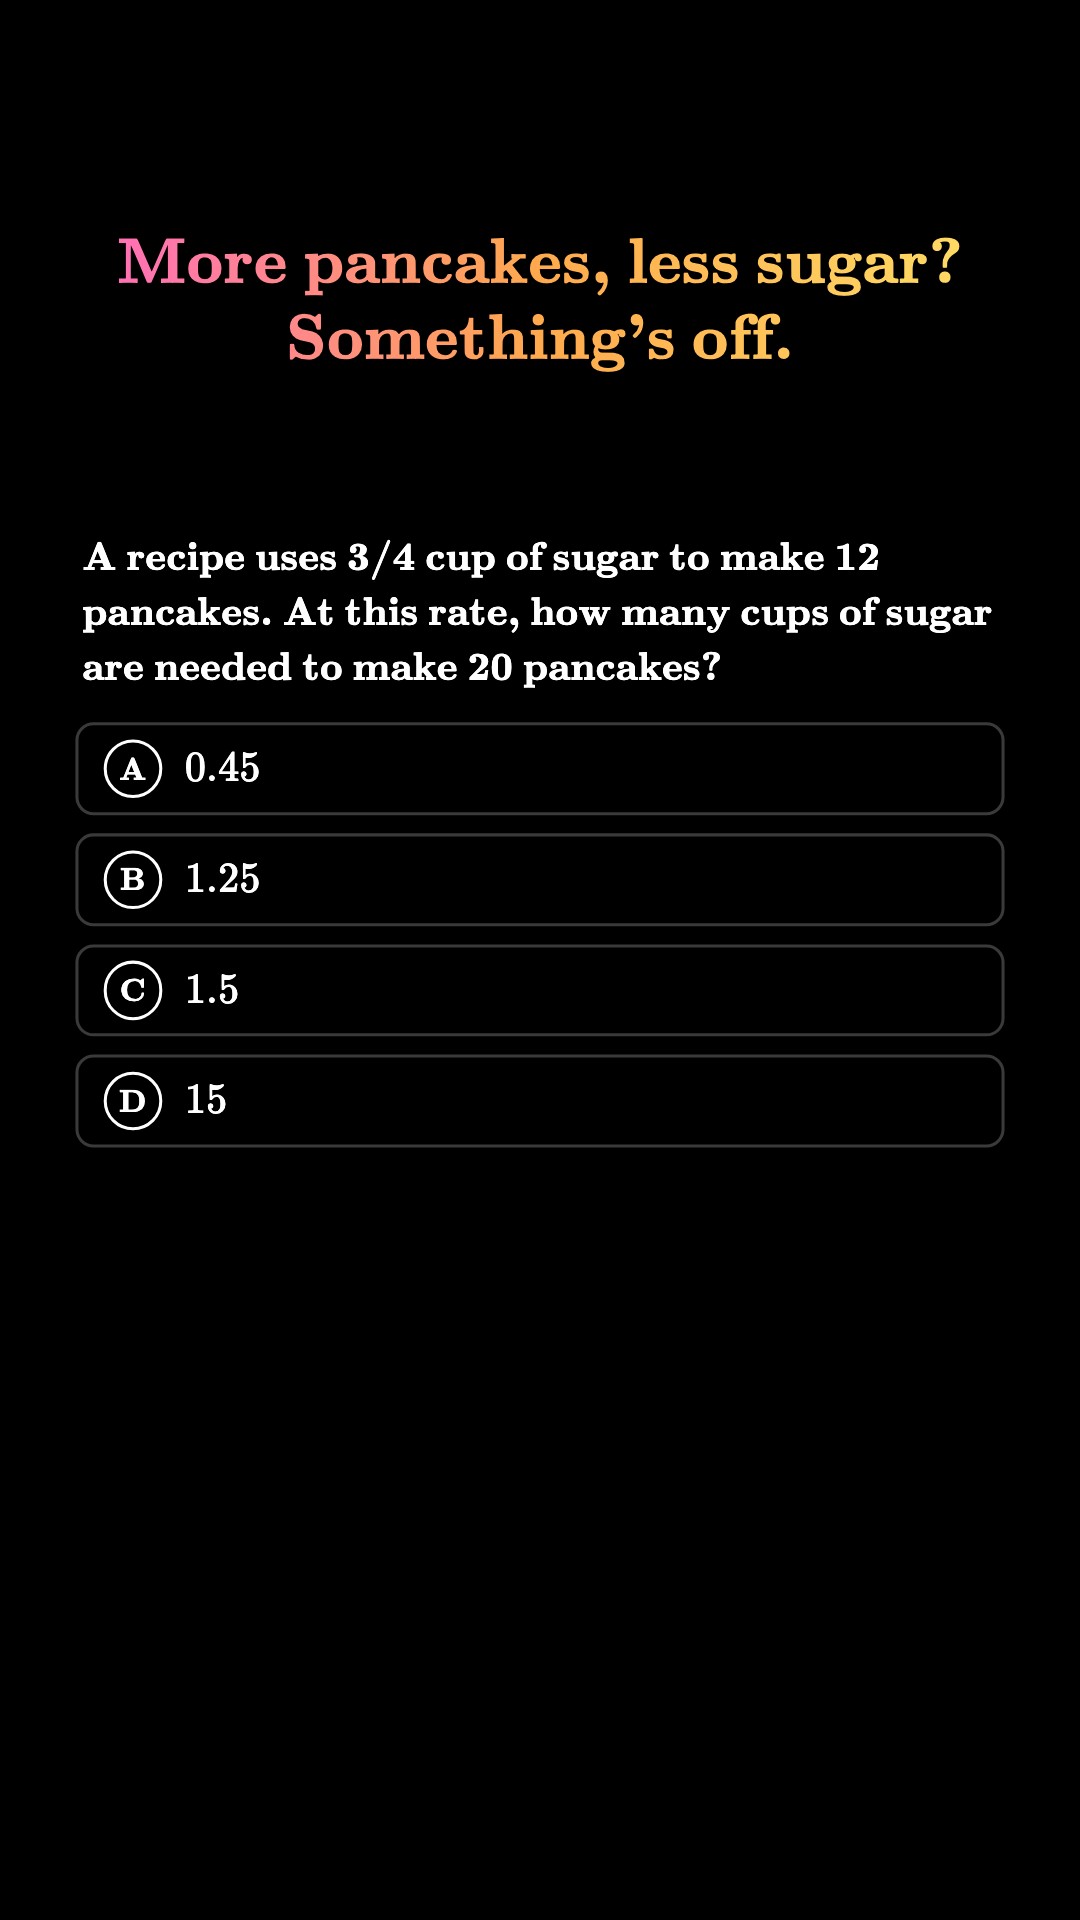 More pancakes, less sugar?
Something’s off.
A recipe uses 3/4 cup of sugar to make 12
pancakes. At this rate, how many cups of sugar
are needed to make 20 pancakes?
A 0.45
B 1.25
C 1.5
D 15